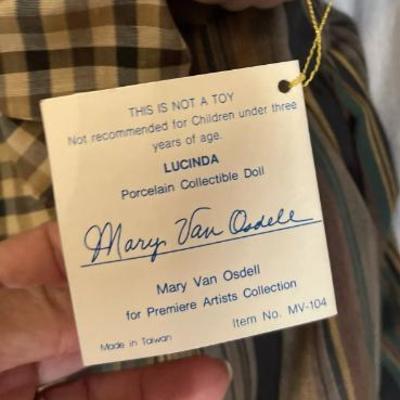 THIS IS NOT A TOY
Not recommended for Children under three
years of age.
LUCINDA
Porcelain Collectible Doll
Mary Van Osdell
Mary Van Osdell
for Premiere Artists Collection
Item No. MV-104
Made in Taiwan